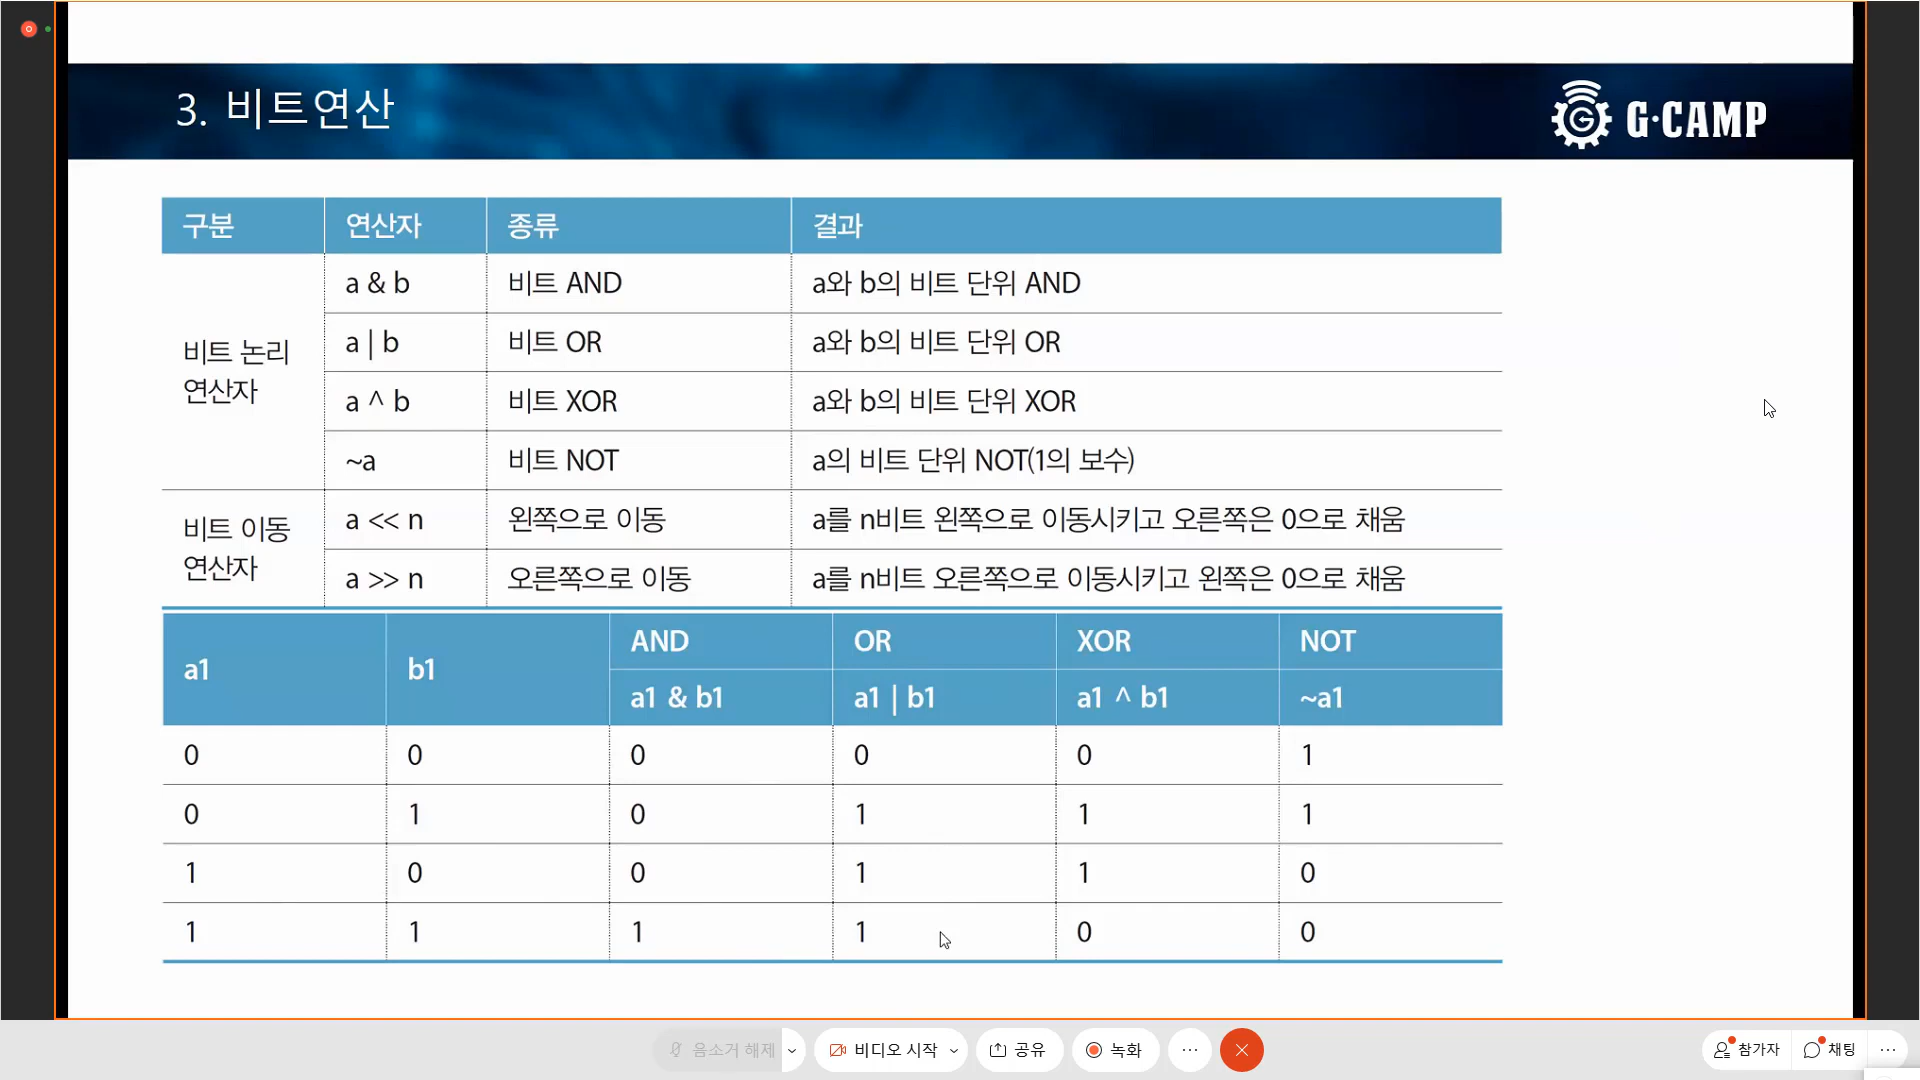 3. 비트연산
G·CAMP
구분 연산자 종류 결과
비트 논리
연산자
a & b 비트 AND a와 b의 비트 단위 AND
a | b 비트 OR a와 b의 비트 단위 OR
a ^ b 비트 XOR a와 b의 비트 단위 XOR
~a 비트 NOT a의 비트 단위 NOT(1의 보수)
비트 이동
연산자
a << n 왼쪽으로 이동 a를 n비트 왼쪽으로 이동시키고 오른쪽은 0으로 채움
a >> n 오른쪽으로 이동 a를 n비트 오른쪽으로 이동시키고 왼쪽은 0으로 채움
a1 b1 AND OR XOR NOT
a1 & b1 a1 | b1 a1 ^ b1 ~a1
0 0 0 0 0 1
0 1 0 1 1 1
1 0 0 1 1 0
1 1 1 1 0 0
음소거 해제 비디오 시작 공유 녹화 ... 참가자 채팅 ...